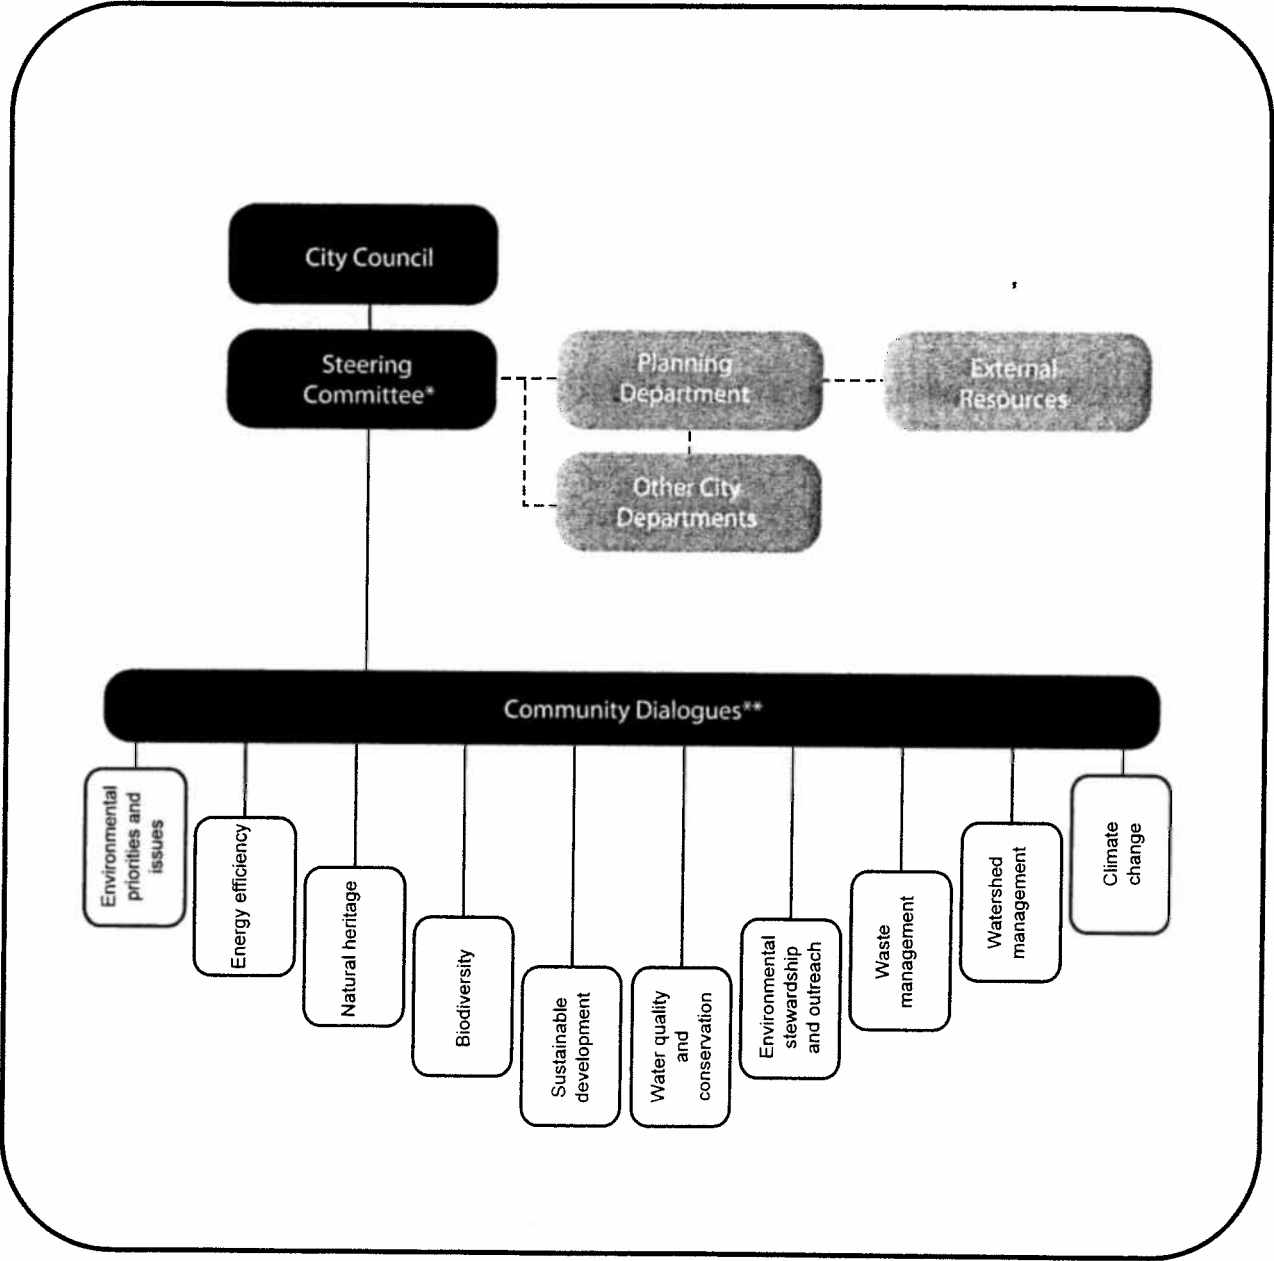 City Council
Steering
Committee*
Planning
Department
External
Resources
Other City
Departments
Community Dialogues**
Environmental
priorities and
issues
Energy efficiency
Natural heritage
Biodiversity
Sustainable
development
Water quality
and
conservation
Environmental
stewardship
and outreach
Waste
management
Watershed
management
Climate
change